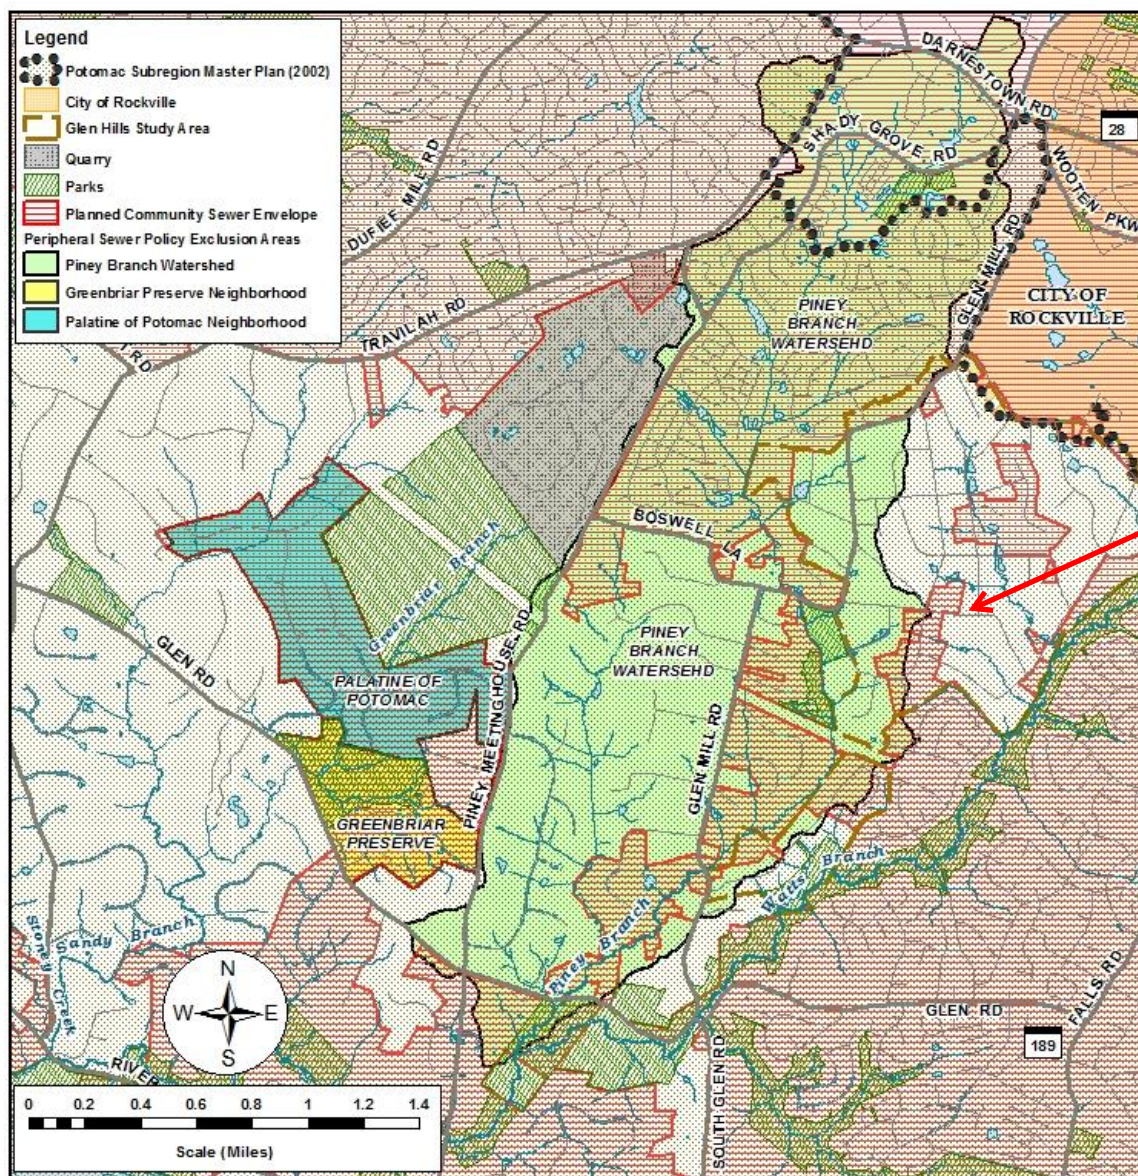 Legend
Potomac Subregion Master Plan (2002)
City of Rockville
Glen Hills Study Area
Quarry
Parks
Planned Community Sewer Envelope
Peripheral Sewer Policy Exclusion Areas
Piney Branch Watershed
Greenbriar Preserve Neighborhood
Palatine of Potomac Neighborhood
DARNESTOWN RD
28
SHADY GROVE RD
WOOTEN PKW
DUFIEF MILL RD
GLEN MILL RD
CITY OF
ROCKVILLE
PINEY
BRANCH
WATERSEHD
TRAVILAH RD
RD
BOSWELL LA
Greenbriar Branch
GLEN RD
PINEY MEETINGHOUSE RD
PINEY
BRANCH
WATERSEHD
PALATINE OF
POTOMAC
GLEN MILL RD
GREENBRIAR
PRESERVE
Watts Branch
Piney Branch
Sandy Branch
Stoney Creek
N
W
E
S
GLEN RD
FALLS RD
189
RIVER
SOUTH GLEN RD
0 0.2 0.4 0.6 0.8 1 1.2 1.4
Scale (Miles)